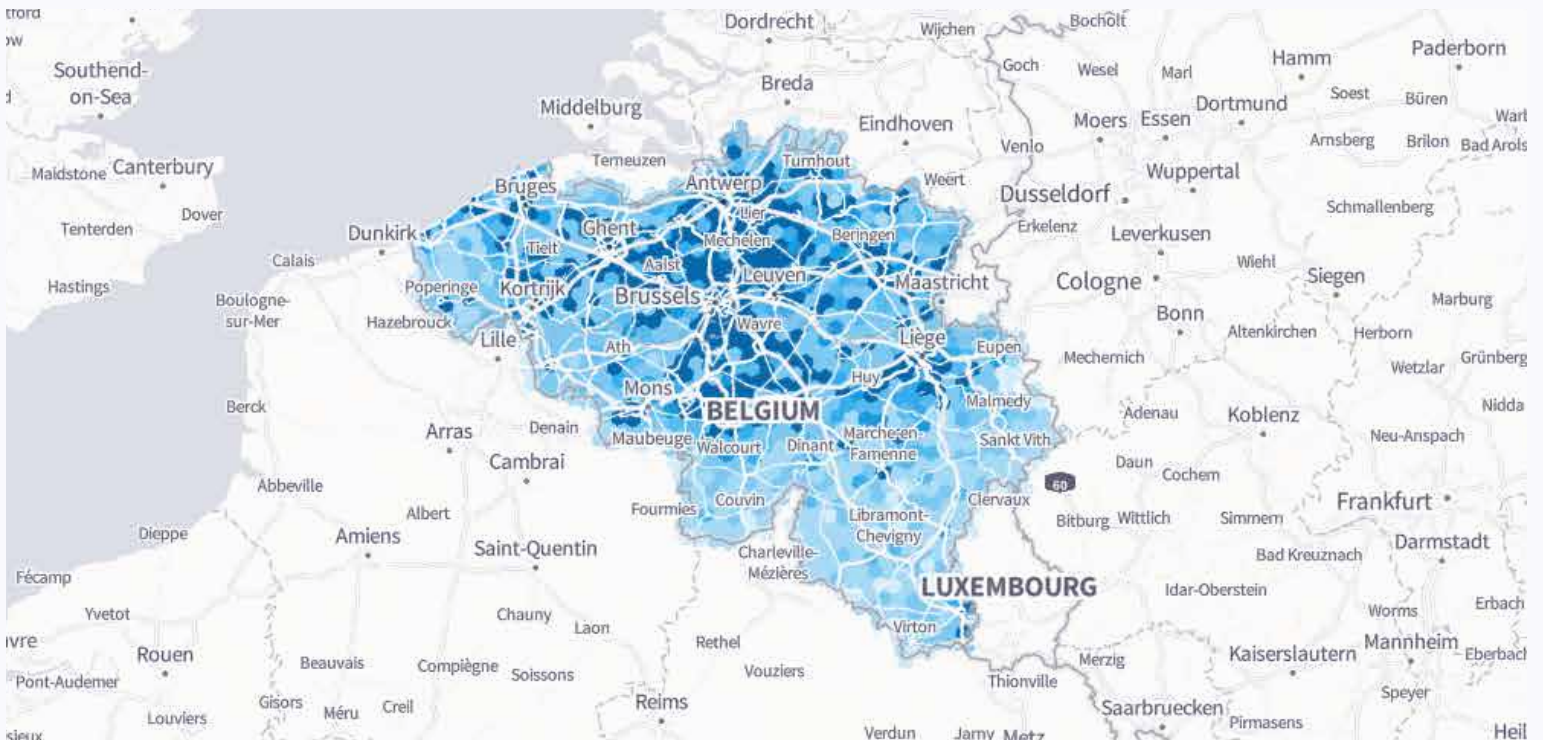 Dordrecht
Wijchen
Bocholt
Southend-
on-Sea
Goch
Wesel
Marl
Hamm
Paderborn
Breda
Middelburg
Eindhoven
Moers
Essen
Dortmund
Soest
Büren
Maidstone
Canterbury
Terneuzen
Turnhout
Venlo
Arnsberg
Brilon
Bad Arols
Bruges
Antwerp
Weert
Dusseldorf
Wuppertal
Tenterden
Dover
Dunkirk
Ghent
Lier
Erkelenz
Schmallenberg
Tielt
Mechelen
Beringen
Leverkusen
Calais
Aalst
Leuven
Wiehl
Hastings
Poperinge
Kortrijk
Brussels
Maastricht
Cologne
Siegen
Boulogne-
sur-Mer
Hazebrouck
Wavre
Bonn
Marburg
Lille
Ath
Liège
Eupen
Altenkirchen
Herborn
Mechernich
Wetzlar
Grünberg
Mons
Huy
Berck
BELGIUM
Malmedy
Adenau
Koblenz
Nidda
Arras
Denain
Maubeuge
Walcourt
Dinant
Marche-en-
Famenne
Sankt Vith
Neu-Anspach
Cambrai
Daun
Cochem
Abbeville
60
Albert
Fourmies
Couvin
Clervaux
Frankfurt
Libramont-
Chevigny
Bitburg
Wittlich
Simmern
Dieppe
Amiens
Saint-Quentin
Charleville-
Mézières
Bad Kreuznach
Darmstadt
Fécamp
LUXEMBOURG
Idar-Oberstein
Yvetot
Chauny
Laon
Virton
Worms
Erbach
Rouen
Rethel
Mannheim
Beauvais
Compiègne
Soissons
Vouziers
Merzig
Kaiserslautern
Eberbach
Pont-Audemer
Thionville
Gisors
Méru
Creil
Reims
Speyer
Louviers
Saarbruecken
Pirmasens
Verdun
Jarny
Metz
Heil